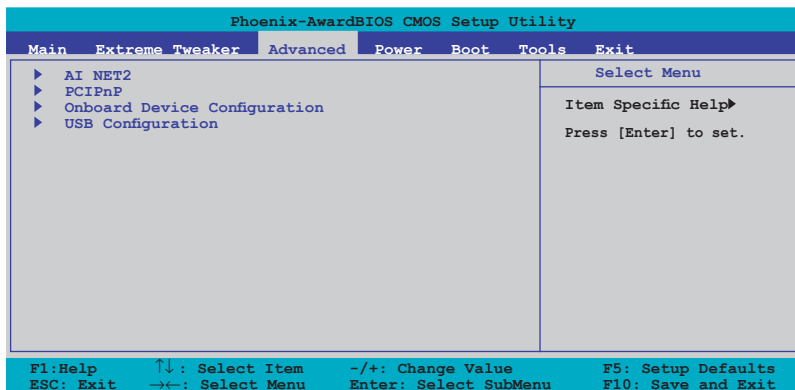 Phoenix-AwardBIOS CMOS Setup Utility
Main Extreme Tweaker Advanced Power Boot Tools Exit
AI NET2
PCIPnP
Onboard Device Configuration
USB Configuration
Select Menu
Item Specific Help
Press [Enter] to set.
F1:Help ↑↓ : Select Item -/+: Change Value F5: Setup Defaults
ESC: Exit →←: Select Menu Enter: Select SubMenu F10: Save and Exit